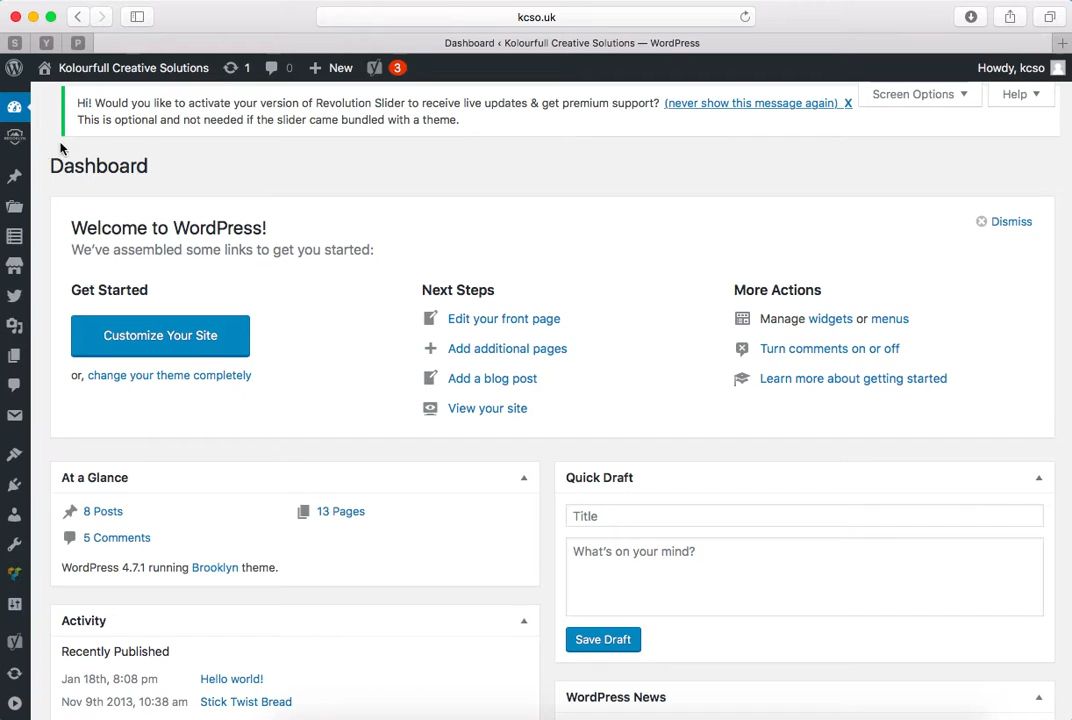 kcso.uk
S Y P Dashboard ‹ Kolourfull Creative Solutions — WordPress
Kolourfull Creative Solutions 1 0 New 3 Howdy, kcso
Hi! Would you like to activate your version of Revolution Slider to receive live updates & get premium support? (never show this message again) X
This is optional and not needed if the slider came bundled with a theme.
Screen Options Help
Dashboard
Welcome to WordPress!
Dismiss
We've assembled some links to get you started:
Get Started
Customize Your Site
or, change your theme completely
Next Steps
Edit your front page
Add additional pages
Add a blog post
View your site
More Actions
Manage widgets or menus
Turn comments on or off
Learn more about getting started
At a Glance
8 Posts 13 Pages
5 Comments
WordPress 4.7.1 running Brooklyn theme.
Activity
Recently Published
Jan 18th, 8:08 pm Hello world!
Nov 9th 2013, 10:38 am Stick Twist Bread
Quick Draft
Title
What's on your mind?
Save Draft
WordPress News